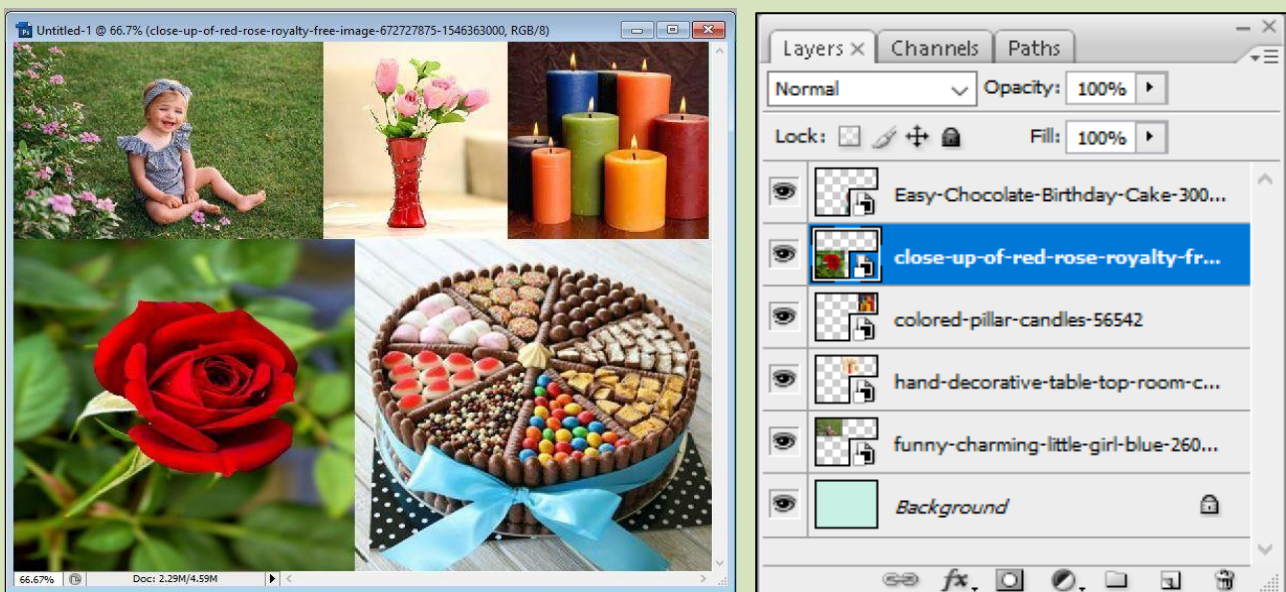 Ps Untitled-1 @ 66.7% (close-up-of-red-rose-royalty-free-image-672727875-1546363000, RGB/8)
66.67% Doc: 2.29M/4.59M
Layers × Channels Paths
Normal Opacity: 100%
Lock: Fill: 100%
Easy-Chocolate-Birthday-Cake-300...
close-up-of-red-rose-royalty-fr...
colored-pillar-candles-56542
hand-decorative-table-top-room-c...
funny-charming-little-girl-blue-260...
Background
fx.